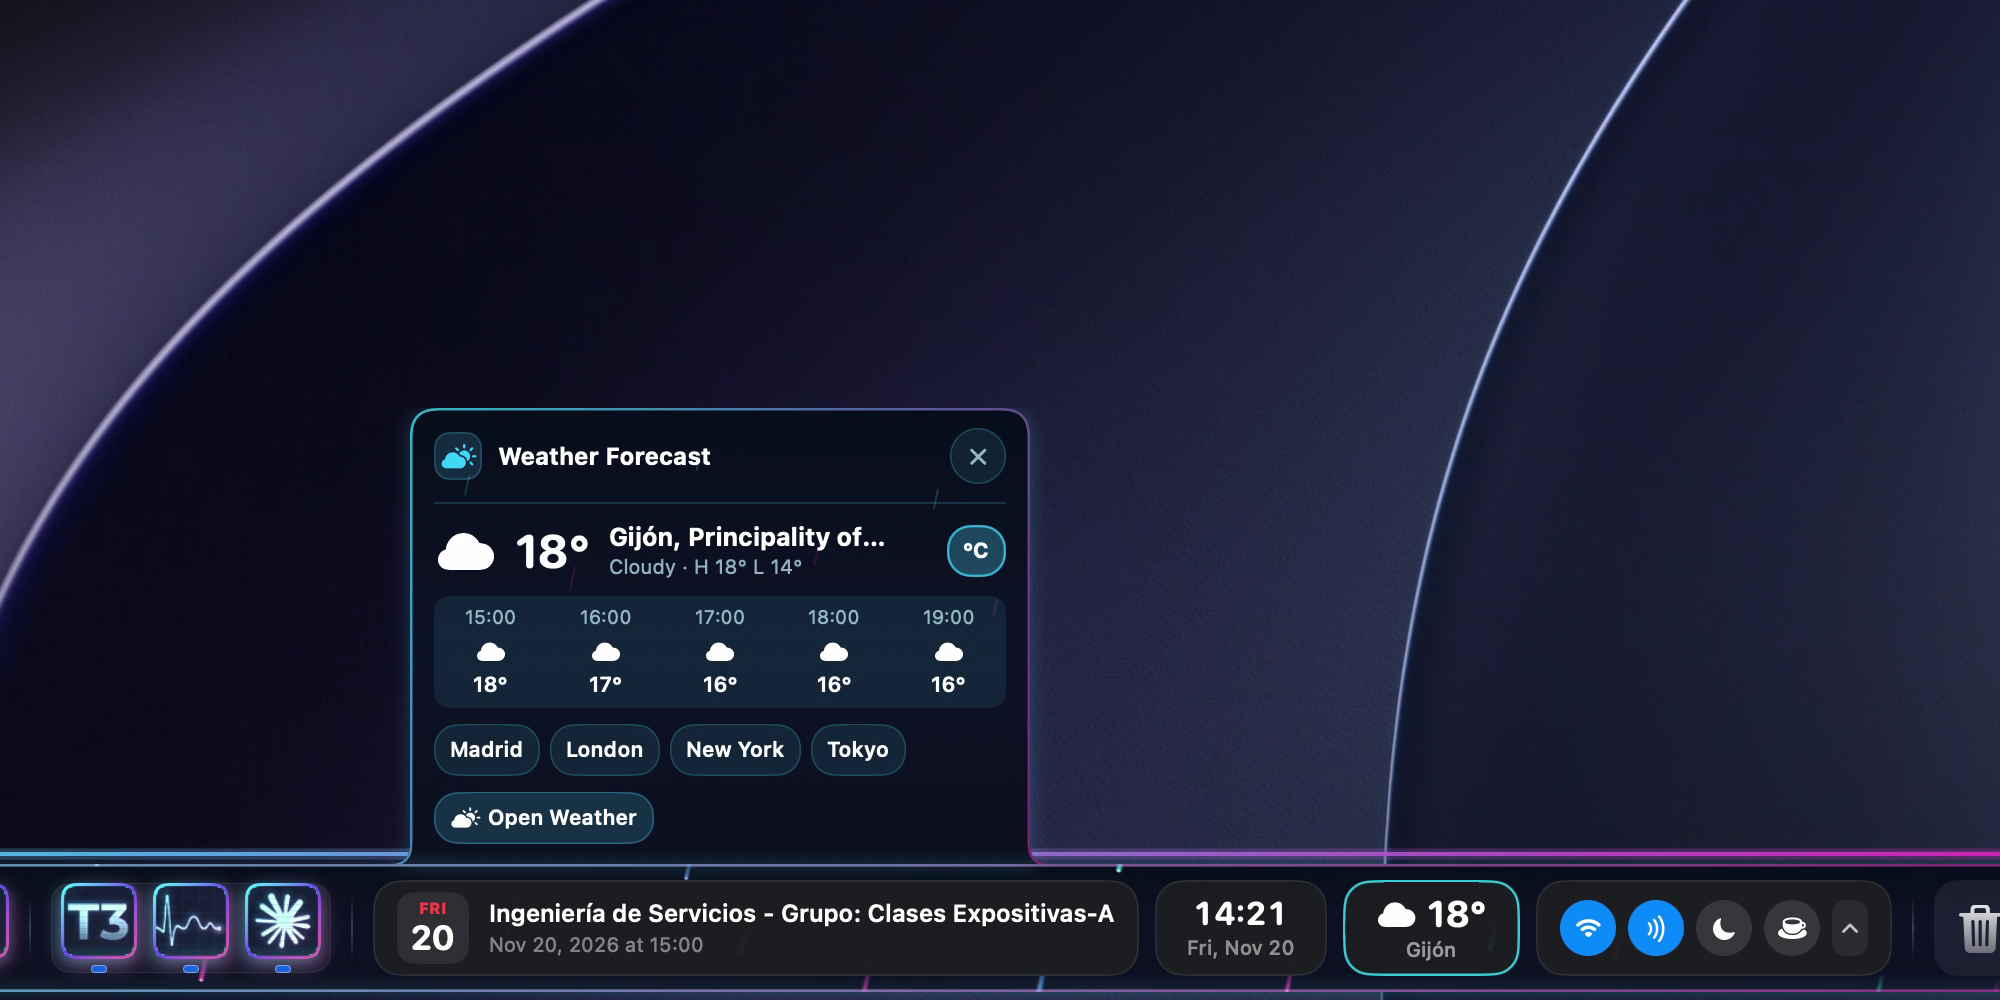 Weather Forecast
18° Gijón, Principality of... °C
Cloudy · H 18° L 14°
15:00 16:00 17:00 18:00 19:00
18° 17° 16° 16° 16°
Madrid London New York Tokyo
Open Weather
T3
FRI
20
Ingeniería de Servicios - Grupo: Clases Expositivas-A
Nov 20, 2026 at 15:00
14:21
Fri, Nov 20
18°
Gijón